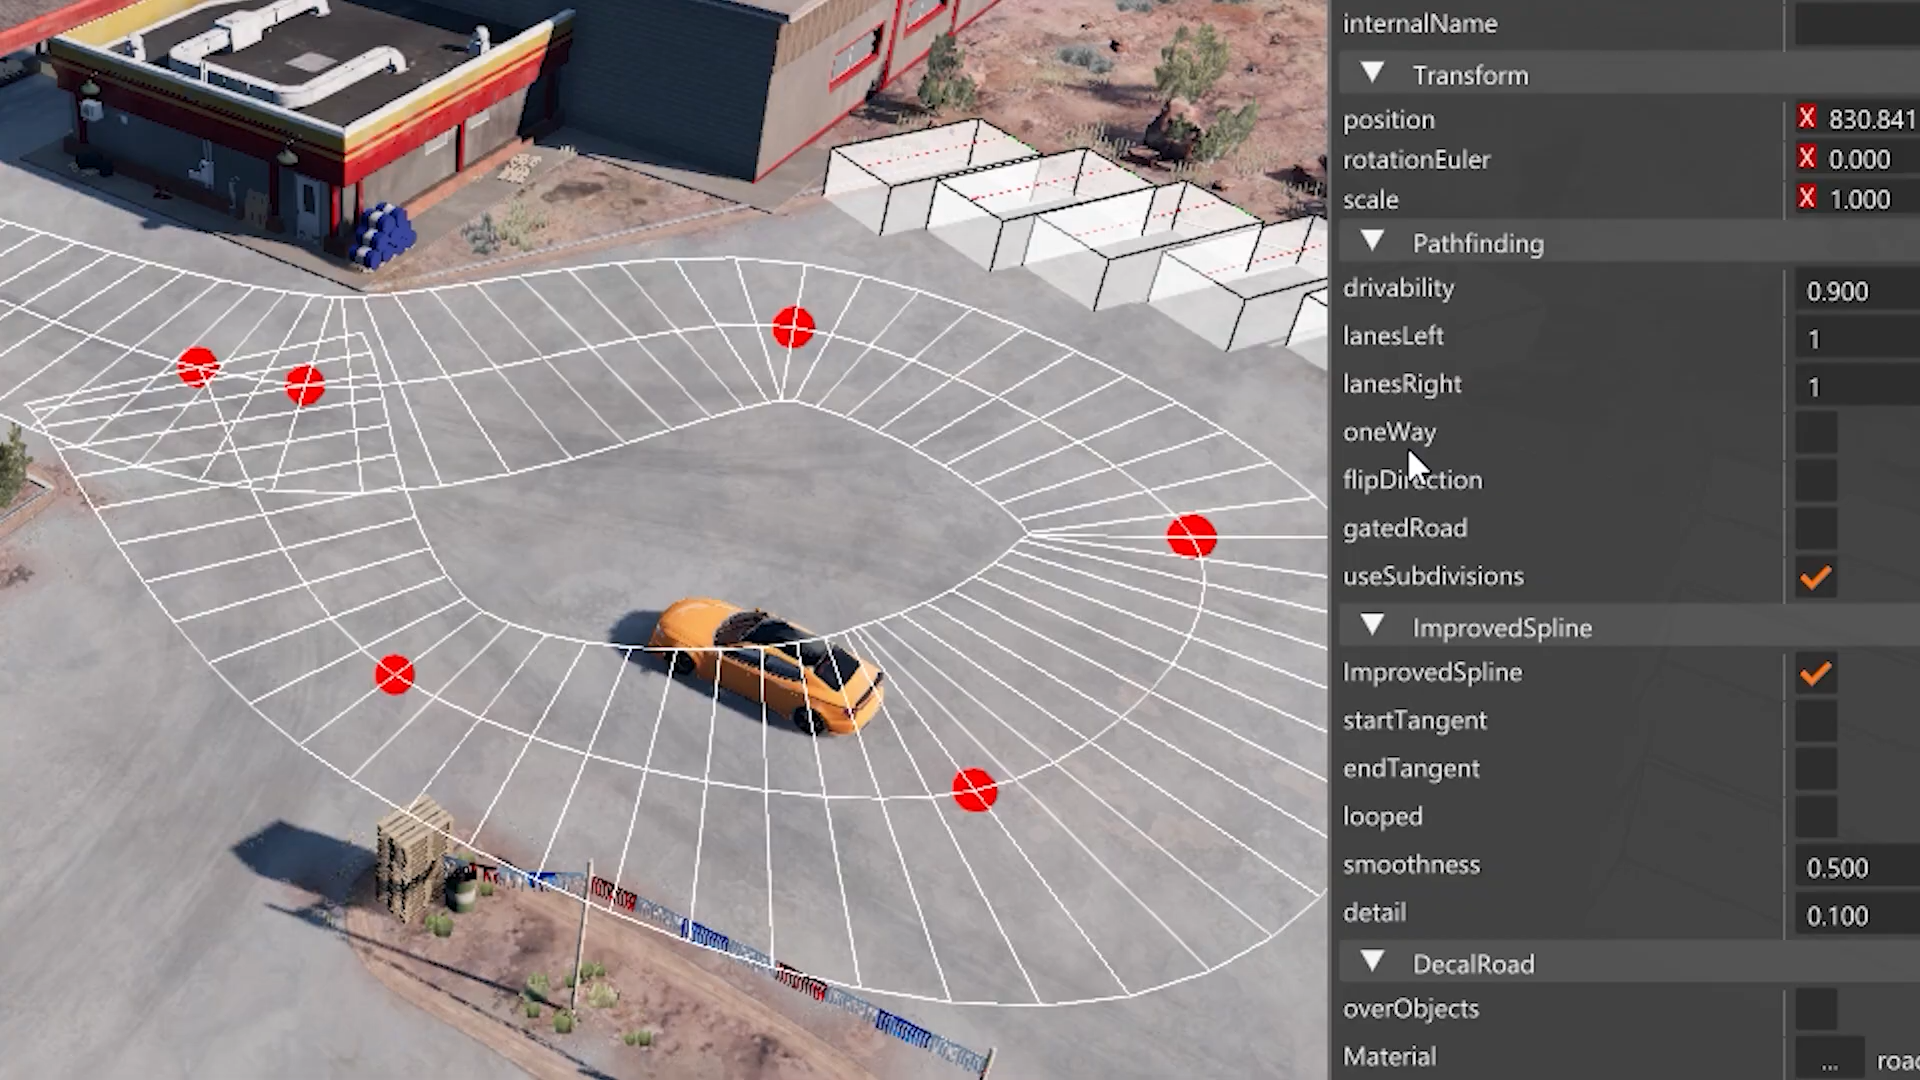 internalName
Transform
position X 830.841
rotationEuler X 0.000
scale X 1.000
Pathfinding
drivability 0.900
lanesLeft 1
lanesRight 1
oneWay
flipDirection
gatedRoad
useSubdivisions
ImprovedSpline
ImprovedSpline
startTangent
endTangent
looped
smoothness 0.500
detail 0.100
DecalRoad
overObjects
Material ... road